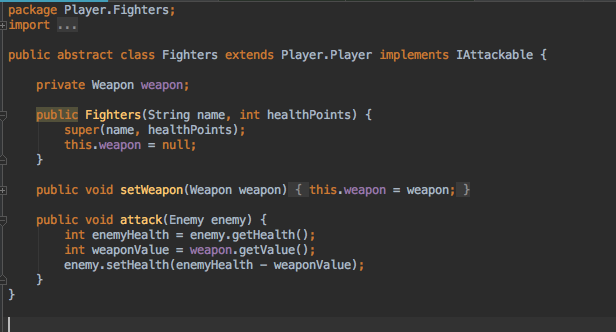 package Player.Fighters;
import ...
public abstract class Fighters extends Player.Player implements IAttackable {
private Weapon weapon;
public Fighters(String name, int healthPoints) {
super(name, healthPoints);
this.weapon = null;
}
public void setWeapon(Weapon weapon) { this.weapon = weapon; }
public void attack(Enemy enemy) {
int enemyHealth = enemy.getHealth();
int weaponValue = weapon.getValue();
enemy.setHealth(enemyHealth - weaponValue);
}
}